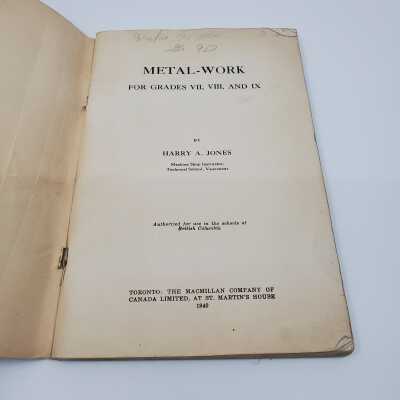 METAL-WORK
FOR GRADES VII, VIII, AND IX
BY
HARRY A. JONES
Machine Shop Instructor,
Technical School, Vancouver
Authorized for use in the schools of
British Columbia
TORONTO: THE MACMILLAN COMPANY OF
CANADA LIMITED, AT ST. MARTIN'S HOUSE
1940